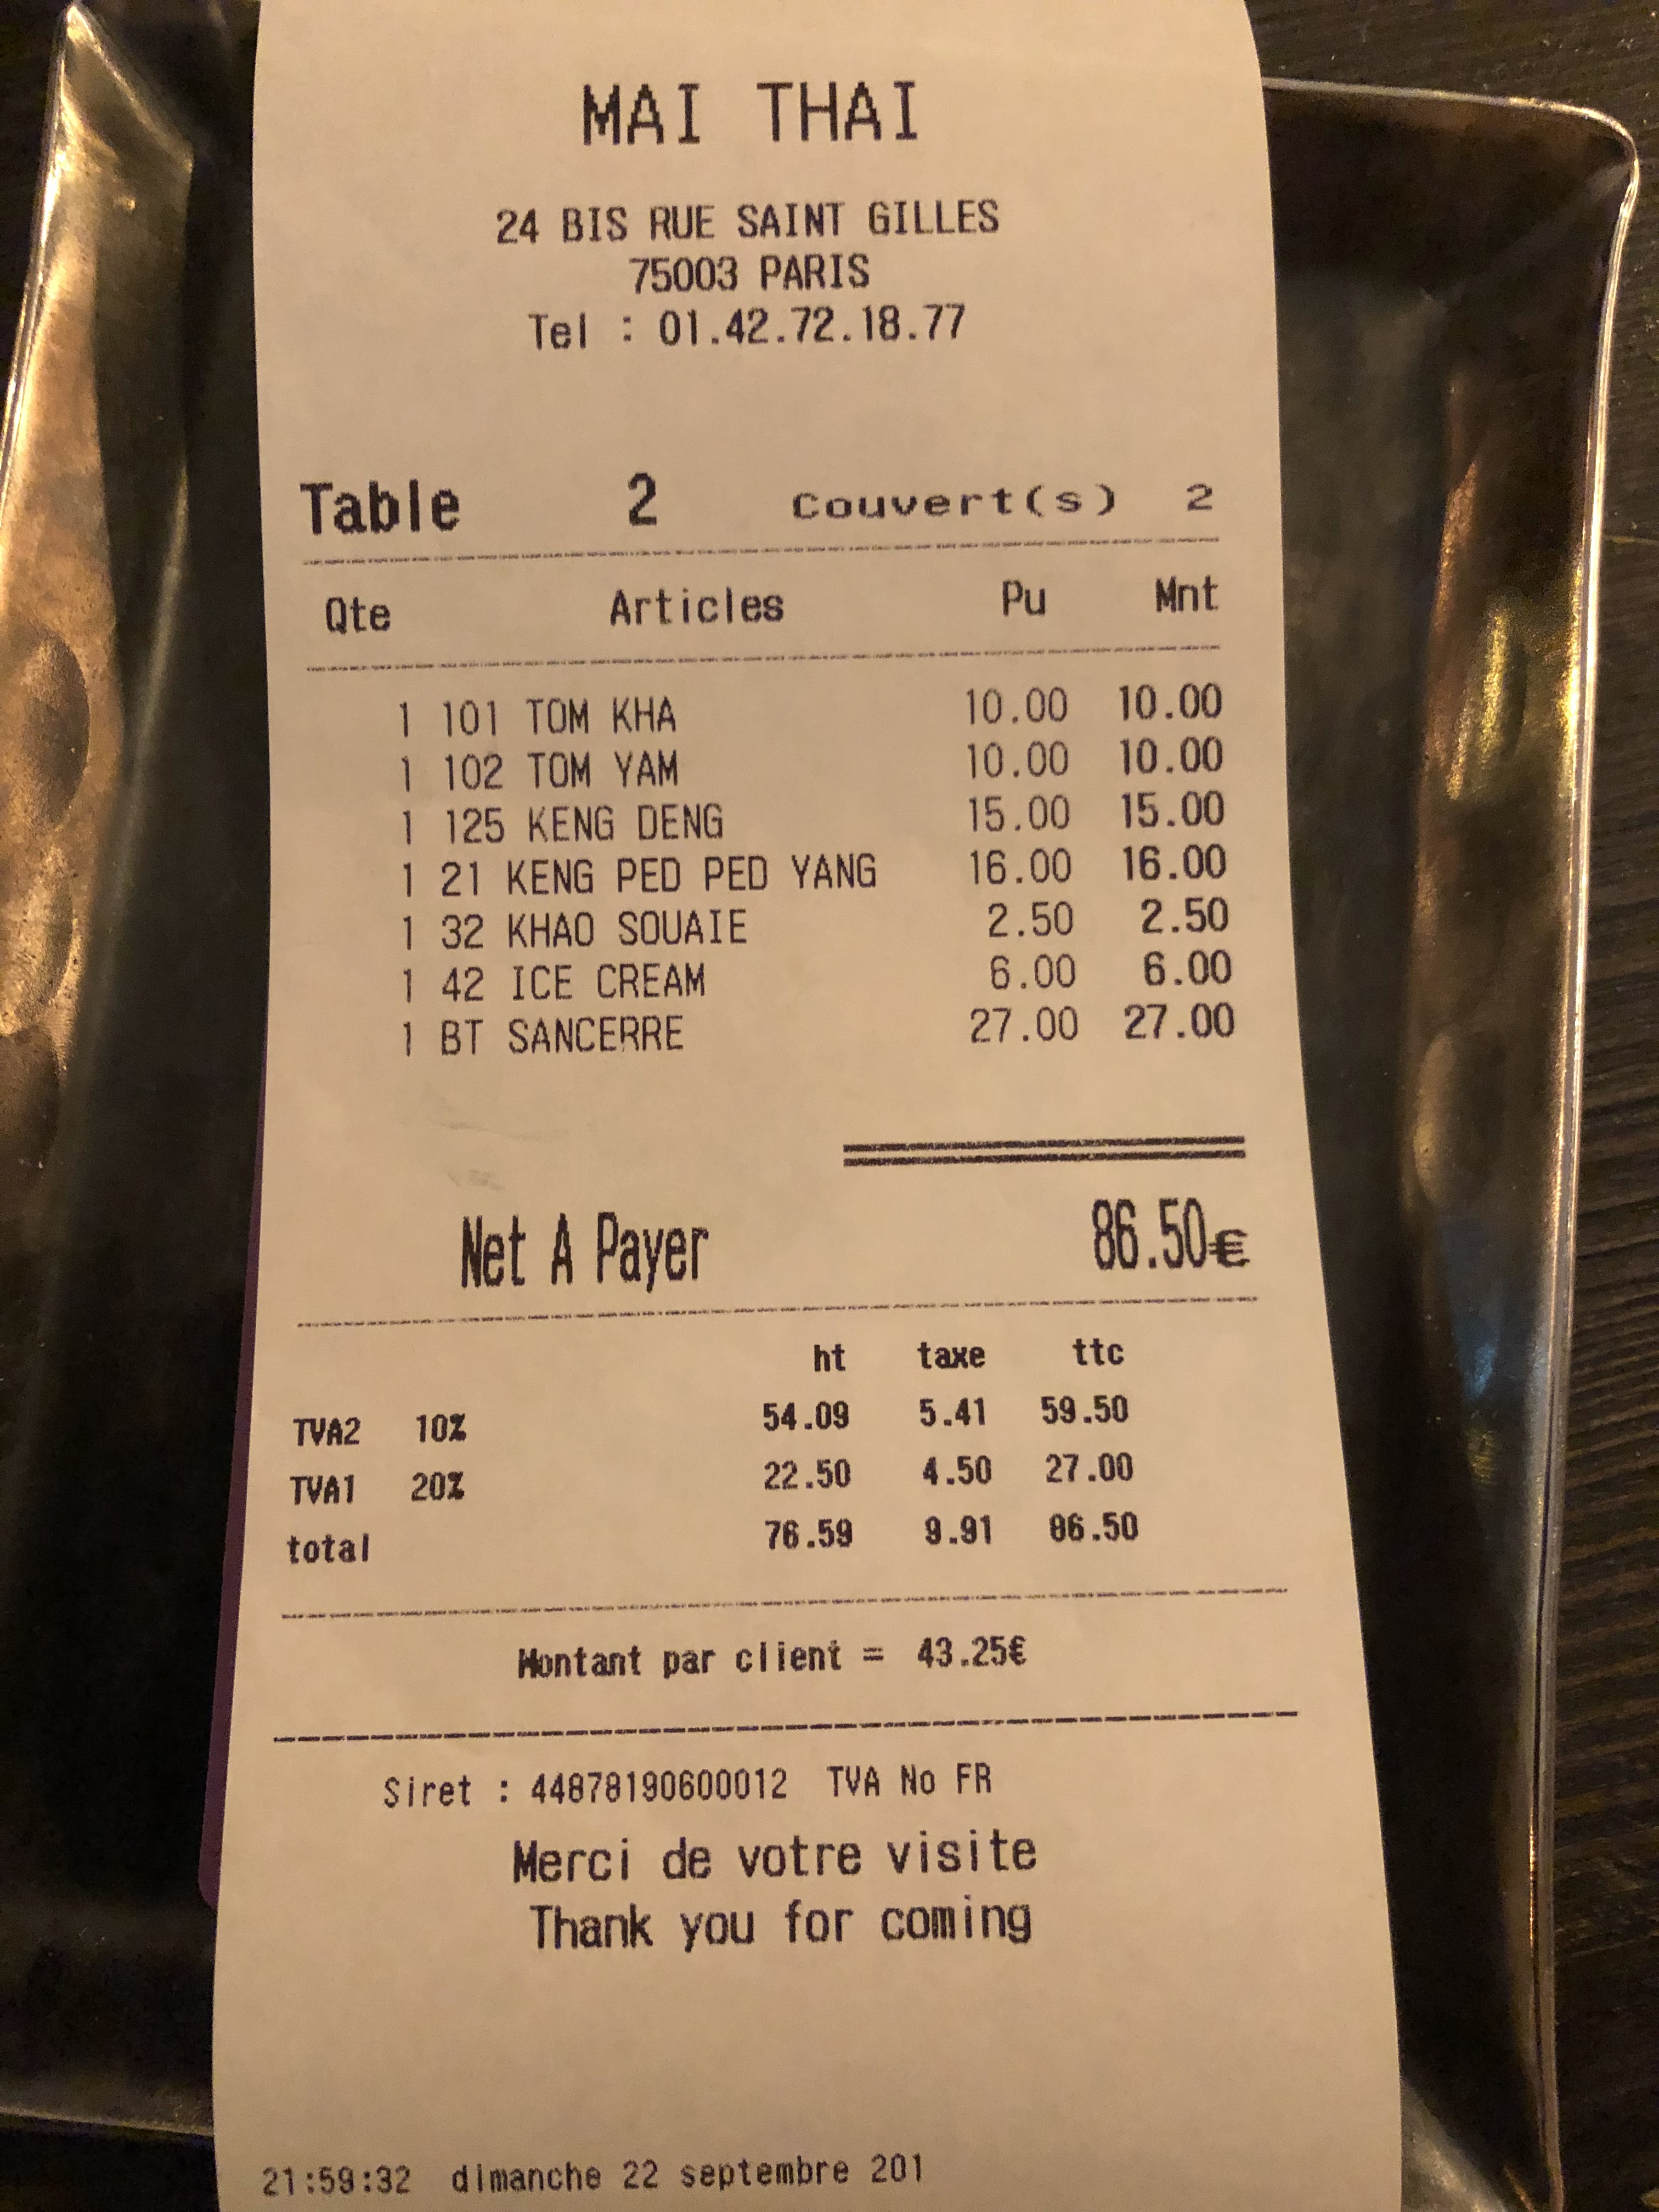 MAI THAI
24 BIS RUE SAINT GILLES
75003 PARIS
Tel : 01.42.72.18.77
Table 2 Couvert(s) 2
Qte Articles Pu Mnt
1 101 TOM KHA 10.00 10.00
1 102 TOM YAM 10.00 10.00
1 125 KENG DENG 15.00 15.00
1 21 KENG PED PED YANG 16.00 16.00
1 32 KHAO SOUAIE 2.50 2.50
1 42 ICE CREAM 6.00 6.00
1 BT SANCERRE 27.00 27.00
Net A Payer 86.50€
ht taxe ttc
TVA2 10% 54.09 5.41 59.50
TVA1 20% 22.50 4.50 27.00
total 76.59 9.91 86.50
Montant par client = 43.25€
Siret : 44878190600012 TVA No FR
Merci de votre visite
Thank you for coming
21:59:32 dimanche 22 septembre 201